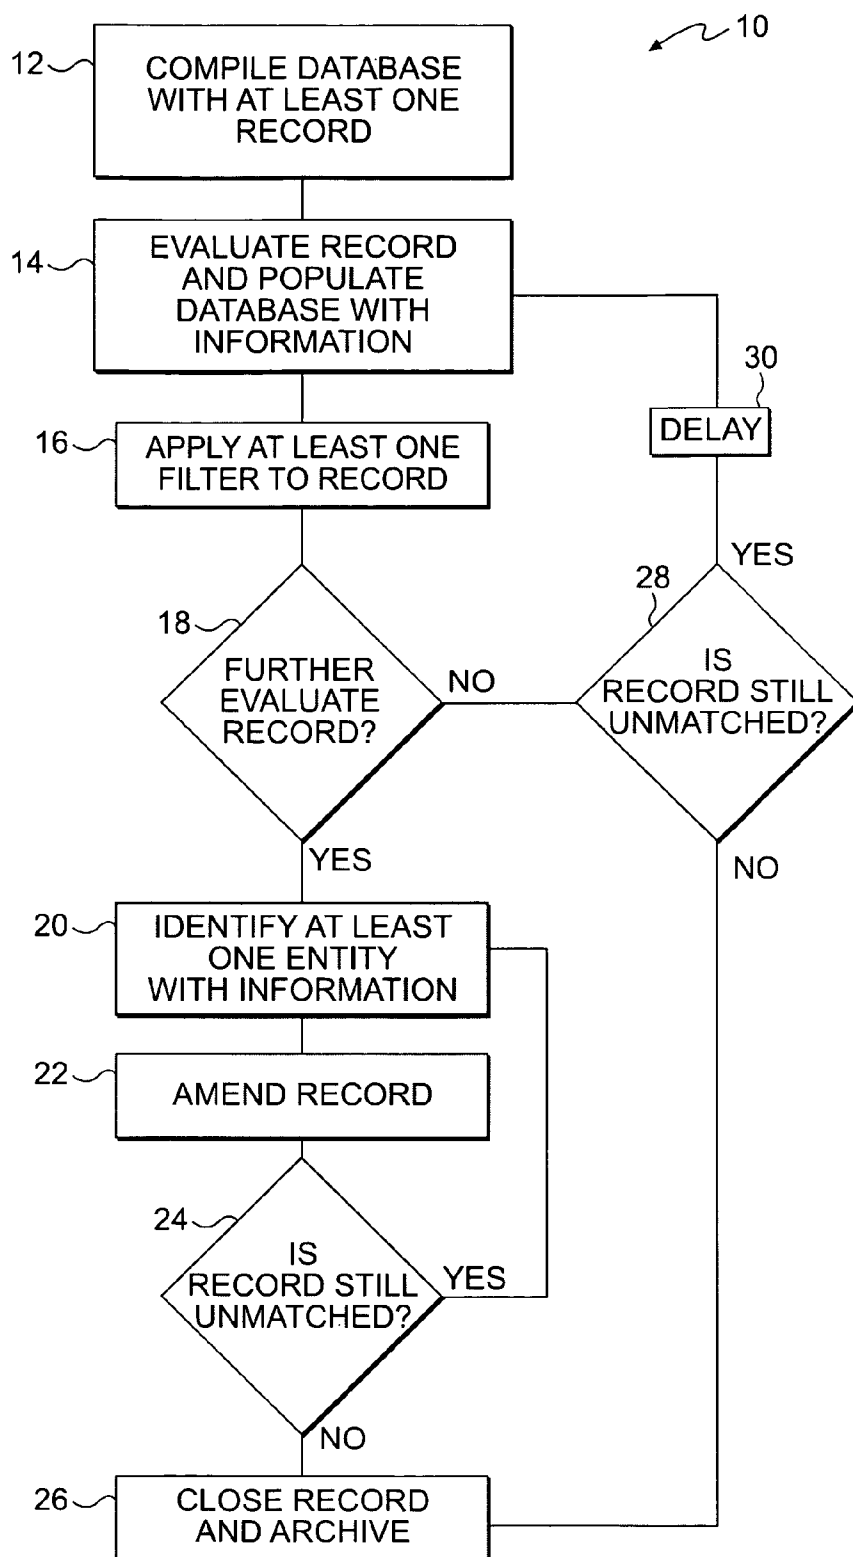 10
12
COMPILE DATABASE
WITH AT LEAST ONE
RECORD
14
EVALUATE RECORD
AND POPULATE
DATABASE WITH
INFORMATION
30
DELAY
16
APPLY AT LEAST ONE
FILTER TO RECORD
YES
18
FURTHER
EVALUATE
RECORD?
NO
28
IS
RECORD STILL
UNMATCHED?
YES
NO
20
IDENTIFY AT LEAST
ONE ENTITY
WITH INFORMATION
22
AMEND RECORD
24
IS
RECORD STILL
UNMATCHED?
YES
NO
26
CLOSE RECORD
AND ARCHIVE